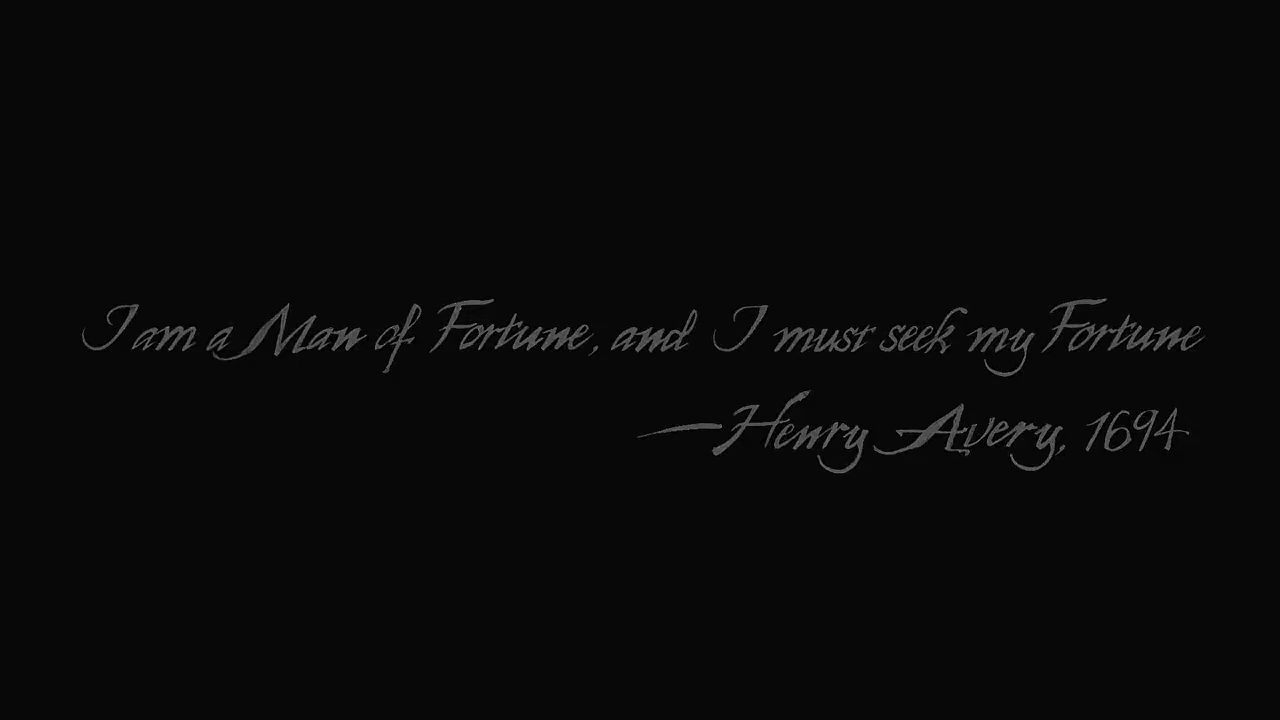 I am a Man of Fortune, and I must seek my Fortune
—Henry Avery, 1694